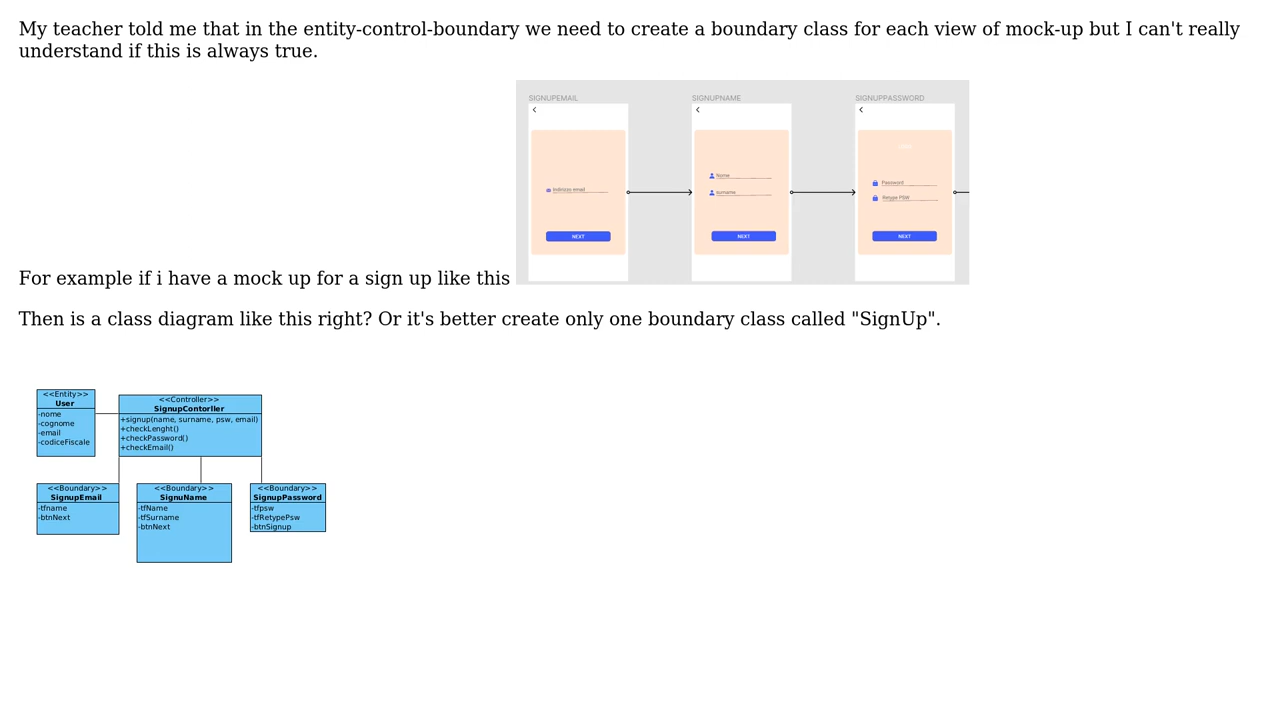 My teacher told me that in the entity-control-boundary we need to create a boundary class for each view of mock-up but I can't really
understand if this is always true.
SIGNUPEMAIL
SIGNUPNAME
SIGNUPPASSWORD
Indirizzo email
Nome
surname
Password
Retype PSW
NEXT
NEXT
NEXT
For example if i have a mock up for a sign up like this
Then is a class diagram like this right? Or it's better create only one boundary class called "SignUp".
<<Entity>>
User
-nome
-cognome
-email
-codiceFiscale
<<Controller>>
SignupContorller
+signup(name, surname, psw, email)
+checkLenght()
+checkPassword()
+checkEmail()
<<Boundary>>
SignupEmail
-tfname
-btnNext
<<Boundary>>
SignuName
-tfName
-tfSurname
-btnNext
<<Boundary>>
SignupPassword
-tfpsw
-tfRetypePsw
-btnSignup